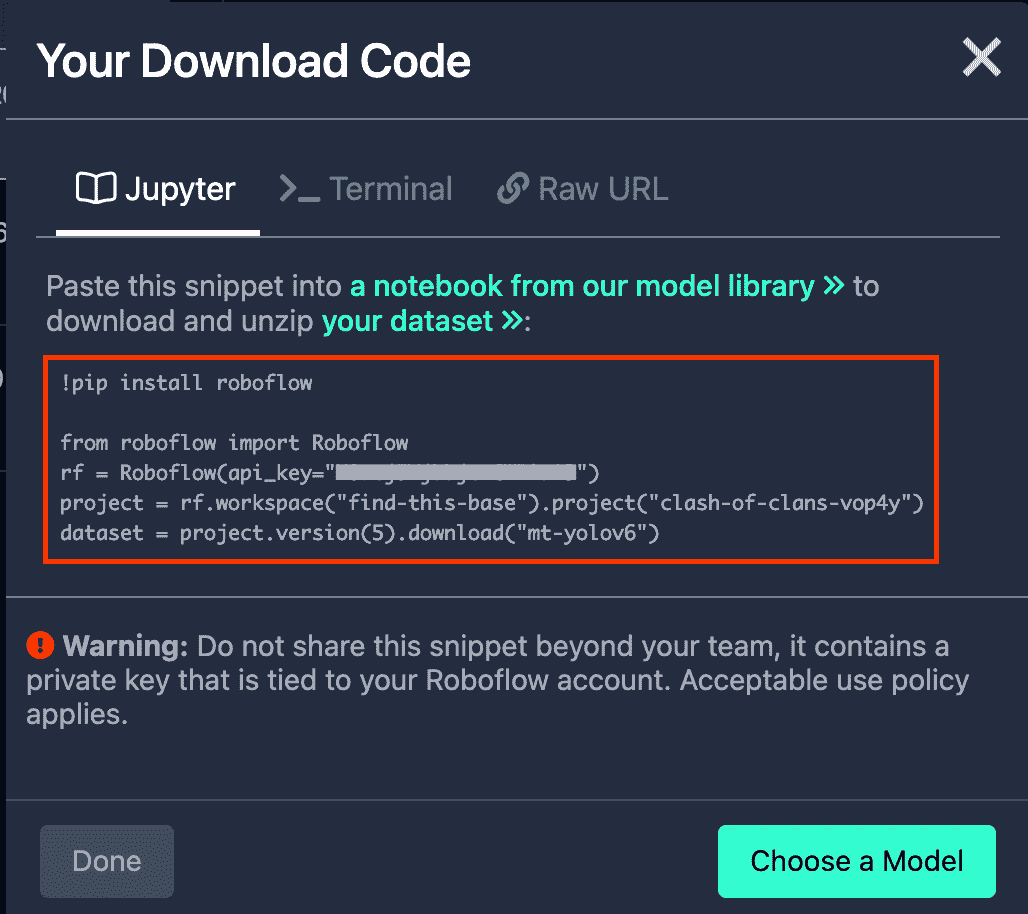 Your Download Code
Jupyter
Terminal
Raw URL
Paste this snippet into a notebook from our model library » to
download and unzip your dataset »:
!pip install roboflow
from roboflow import Roboflow
rf = Roboflow(api_key="")
project = rf.workspace("find-this-base").project("clash-of-clans-vop4y")
dataset = project.version(5).download("mt-yolov6")
Warning: Do not share this snippet beyond your team, it contains a
private key that is tied to your Roboflow account. Acceptable use policy
applies.
Done
Choose a Model